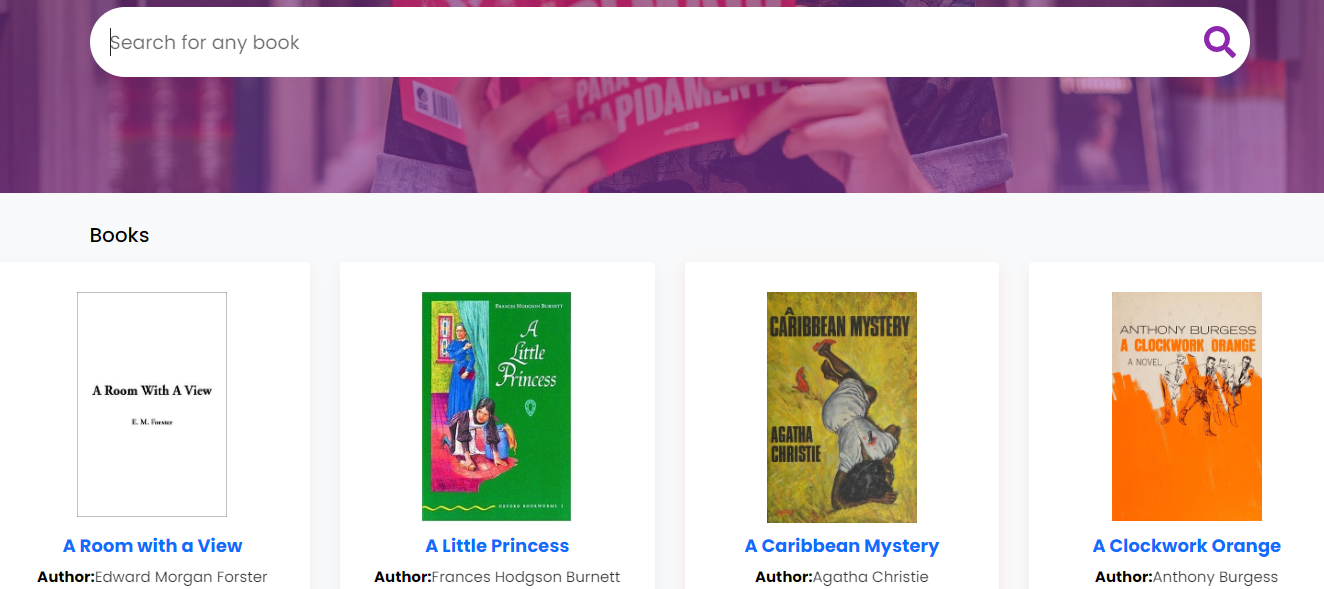 Search for any book
PARA
RAPIDAMENTE
Books
A Room With A View
E. M. Forster
FRANCES HODGSON BURNETT
A
Little
Princess
OXFORD BOOKWORMS 1
A
CARIBBEAN MYSTERY
AGATHA
CHRISTIE
ANTHONY BURGESS
A CLOCKWORK ORANGE
A NOVEL
A Room with a View
A Little Princess
A Caribbean Mystery
A Clockwork Orange
Author:Edward Morgan Forster
Author:Frances Hodgson Burnett
Author:Agatha Christie
Author:Anthony Burgess